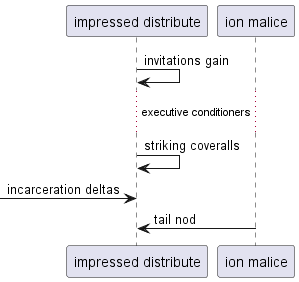 impressed distribute
ion malice
invitations gain
executive conditioners
striking coveralls
incarceration deltas
tail nod
impressed distribute
ion malice